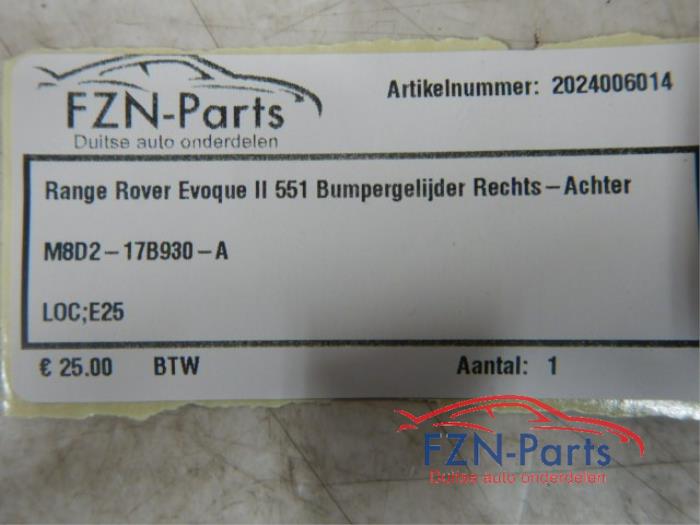 FZN-Parts
Duitse auto onderdelen
Artikelnummer: 2024006014
Range Rover Evoque II 551 Bumpergelijder Rechts-Achter
M8D2-17B930-A
LOC;E25
€ 25.00 BTW Aantal: 1
FZN-Parts
Duitse auto onderdelen